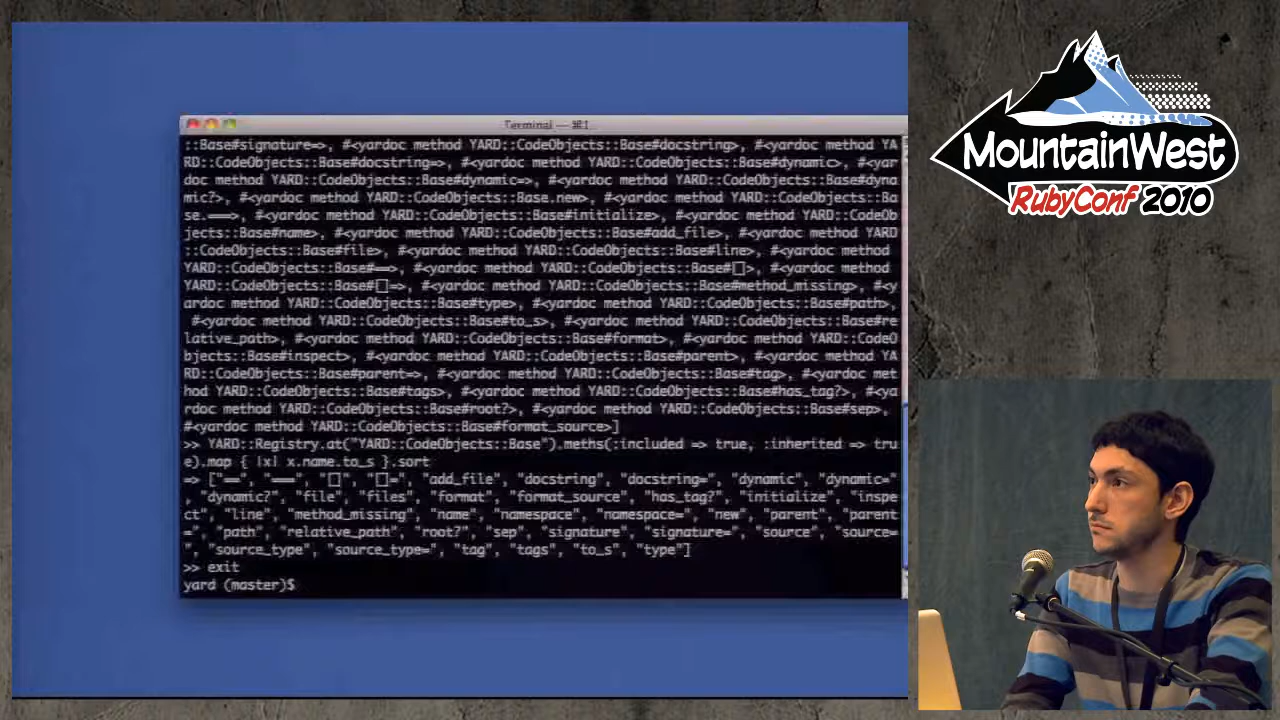 Terminal — ⌘1
::Base#signature=>, #<yardoc method YARD::CodeObjects::Base#docstring>, #<yardoc method YA
RD::CodeObjects::Base#docstring=>, #<yardoc method YARD::CodeObjects::Base#dynamic>, #<yar
doc method YARD::CodeObjects::Base#dynamic=>, #<yardoc method YARD::CodeObjects::Base#dyna
mic?>, #<yardoc method YARD::CodeObjects::Base.new>, #<yardoc method YARD::CodeObjects::Ba
se.===>, #<yardoc method YARD::CodeObjects::Base#initialize>, #<yardoc method YARD::CodeOb
jects::Base#name>, #<yardoc method YARD::CodeObjects::Base#add_file>, #<yardoc method YARD
::CodeObjects::Base#file>, #<yardoc method YARD::CodeObjects::Base#line>, #<yardoc method
YARD::CodeObjects::Base#==>, #<yardoc method YARD::CodeObjects::Base#[]>, #<yardoc method
YARD::CodeObjects::Base#[]=>, #<yardoc method YARD::CodeObjects::Base#method_missing>, #<y
ardoc method YARD::CodeObjects::Base#type>, #<yardoc method YARD::CodeObjects::Base#path>,
#<yardoc method YARD::CodeObjects::Base#to_s>, #<yardoc method YARD::CodeObjects::Base#re
lative_path>, #<yardoc method YARD::CodeObjects::Base#format>, #<yardoc method YARD::CodeO
bjects::Base#inspect>, #<yardoc method YARD::CodeObjects::Base#parent>, #<yardoc method YA
RD::CodeObjects::Base#parent=>, #<yardoc method YARD::CodeObjects::Base#tag>, #<yardoc met
hod YARD::CodeObjects::Base#tags>, #<yardoc method YARD::CodeObjects::Base#has_tag?>, #<ya
rdoc method YARD::CodeObjects::Base#root?>, #<yardoc method YARD::CodeObjects::Base#sep>,
#<yardoc method YARD::CodeObjects::Base#format_source>]
>> YARD::Registry.at("YARD::CodeObjects::Base").meths(:included => true, :inherited => tru
e).map { |x| x.name.to_s }.sort
=> ["==", "===", "[]", "[]=", "add_file", "docstring", "docstring=", "dynamic", "dynamic="
, "dynamic?", "file", "files", "format", "format_source", "has_tag?", "initialize", "inspe
ct", "line", "method_missing", "name", "namespace", "namespace=", "new", "parent", "parent
=", "path", "relative_path", "root?", "sep", "signature", "signature=", "source", "source=
", "source_type", "source_type=", "tag", "tags", "to_s", "type"]
>> exit
yard (master)$
MountainWest
RubyConf 2010